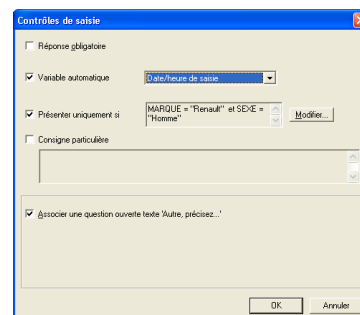 Contrôles de saisie
Réponse obligatoire
Variable automatique
Date/heure de saisie
Présenter uniquement si
MARQUE = "Renault" et SEXE =
"Homme"
Modifier...
Consigne particulière
Associer une question ouverte texte 'Autre, précisez...'
OK
Annuler